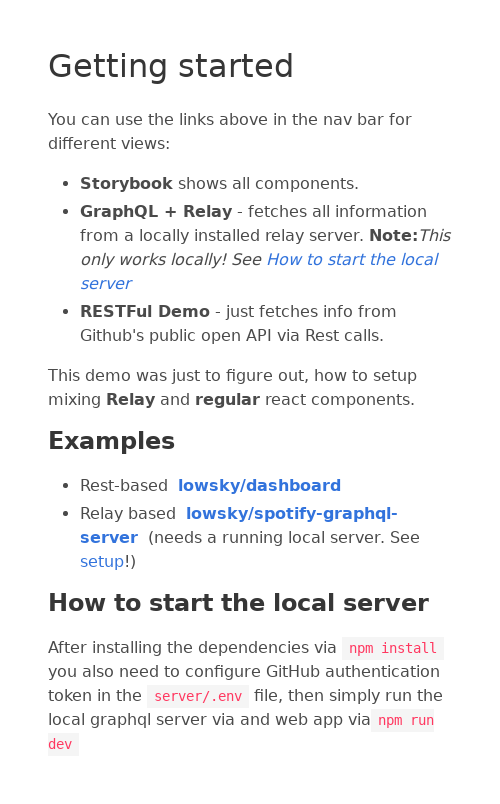 Getting started
You can use the links above in the nav bar for
different views:
• Storybook shows all components.
• GraphQL + Relay - fetches all information
from a locally installed relay server. Note:This
only works locally! See How to start the local
server
• RESTFul Demo - just fetches info from
Github's public open API via Rest calls.
This demo was just to figure out, how to setup
mixing Relay and regular react components.
Examples
• Rest-based lowsky/dashboard
• Relay based lowsky/spotify-graphql-
server (needs a running local server. See
setup!)
How to start the local server
After installing the dependencies via npm install
you also need to configure GitHub authentication
token in the server/.env file, then simply run the
local graphql server via and web app via npm run
dev